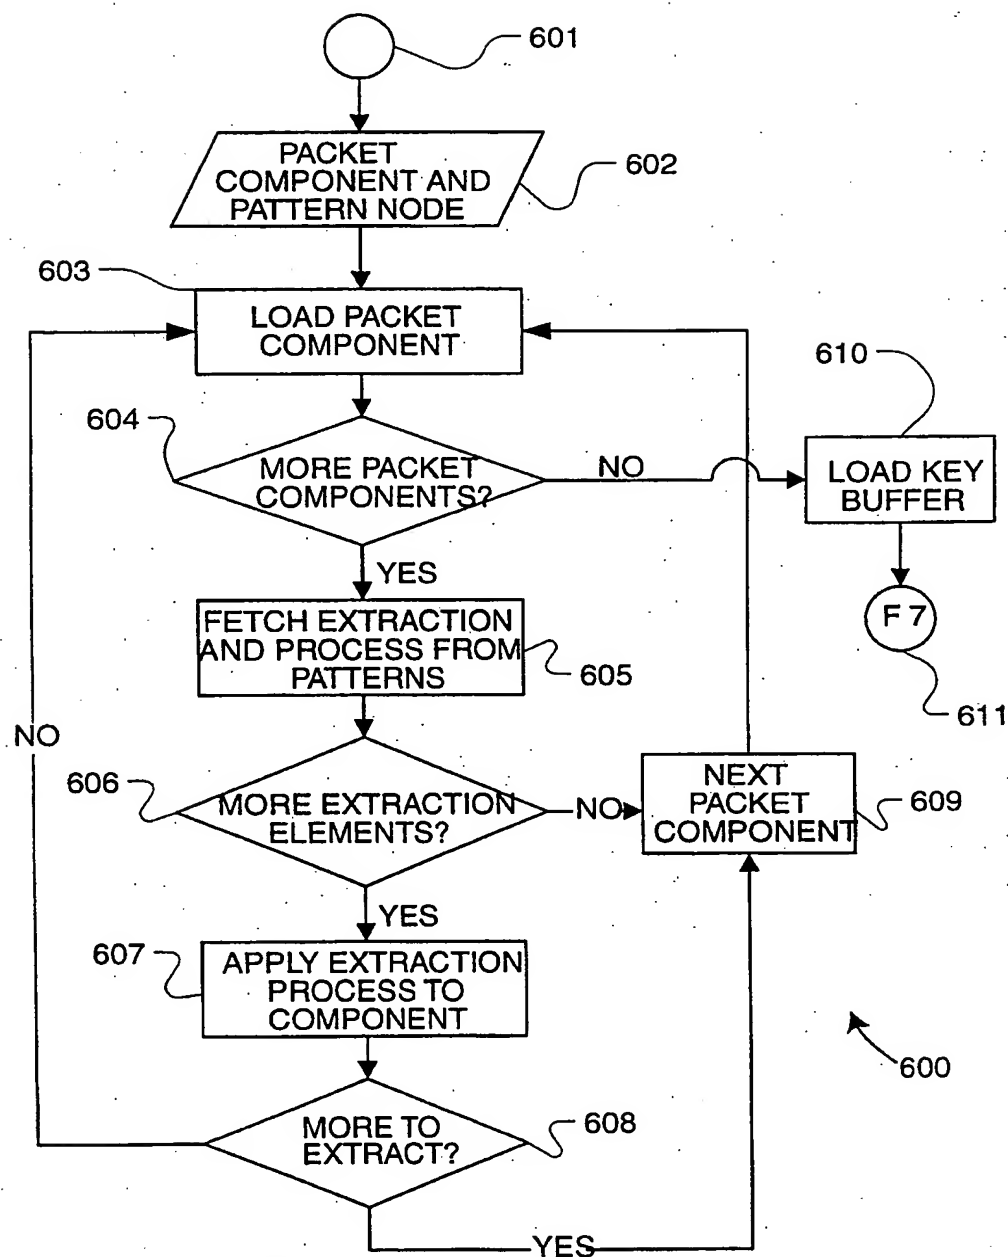 601
PACKET
COMPONENT AND
PATTERN NODE
602
603
LOAD PACKET
COMPONENT
610
604
MORE PACKET
COMPONENTS?
NO
LOAD KEY
BUFFER
YES
FETCH EXTRACTION
AND PROCESS FROM
PATTERNS
605
F 7
611
NO
606
MORE EXTRACTION
ELEMENTS?
NO
NEXT
PACKET
COMPONENT
609
YES
607
APPLY EXTRACTION
PROCESS TO
COMPONENT
600
MORE TO
EXTRACT?
608
YES